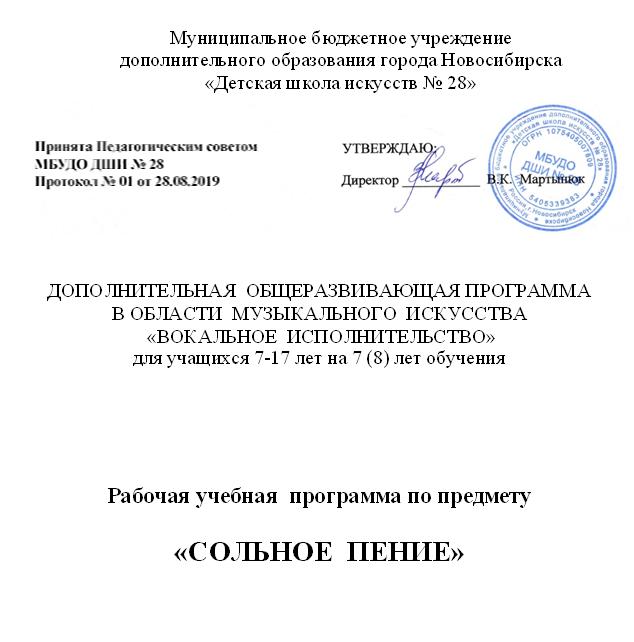 Муниципальное бюджетное учреждение
дополнительного образования города Новосибирска
«Детская школа искусств № 28»
Принята Педагогическим советом
МБУДО ДШИ № 28
Протокол № 01 от 28.08.2019
УТВЕРЖДАЮ:
Директор ____________ В.К. Мартынюк
МБУДО
ДШИ № 28
ДОПОЛНИТЕЛЬНАЯ ОБЩЕРАЗВИВАЮЩАЯ ПРОГРАММА
В ОБЛАСТИ МУЗЫКАЛЬНОГО ИСКУССТВА
«ВОКАЛЬНОЕ ИСПОЛНИТЕЛЬСТВО»
для учащихся 7-17 лет на 7 (8) лет обучения
Рабочая учебная программа по предмету
«СОЛЬНОЕ ПЕНИЕ»